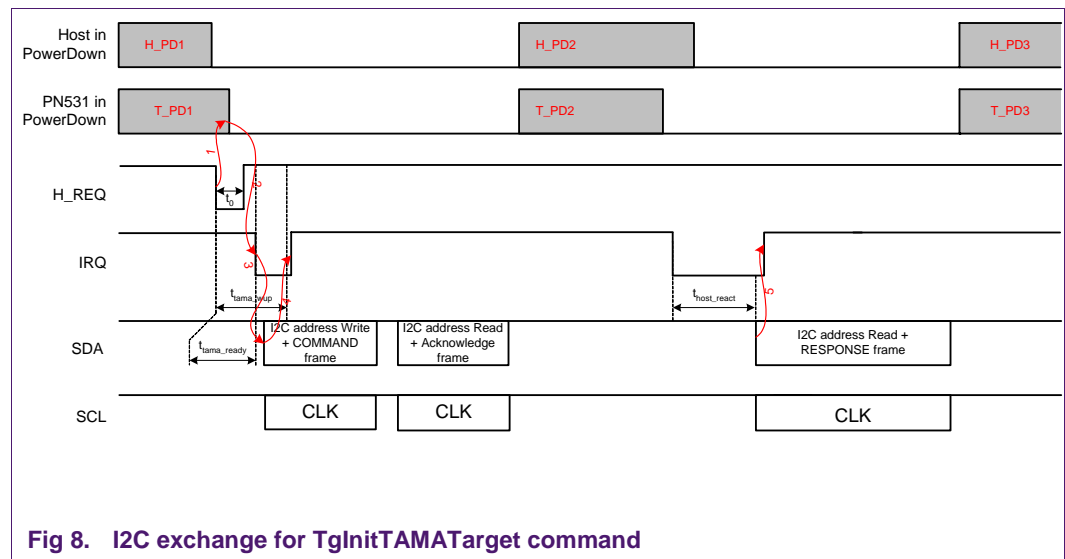 Host in
PowerDown
H_PD1
H_PD2
H_PD3
PN531 in
PowerDown
T_PD1
T_PD2
T_PD3
1
2
H_REQ
t0
IRQ
3
4
5
ttama_wup
thost_react
SDA
ttama_ready
I2C address Write
+ COMMAND
frame
I2C address Read
+ Acknowledge
frame
I2C address Read +
RESPONSE frame
SCL
CLK
CLK
CLK
Fig 8. I2C exchange for TgInitTAMATarget command